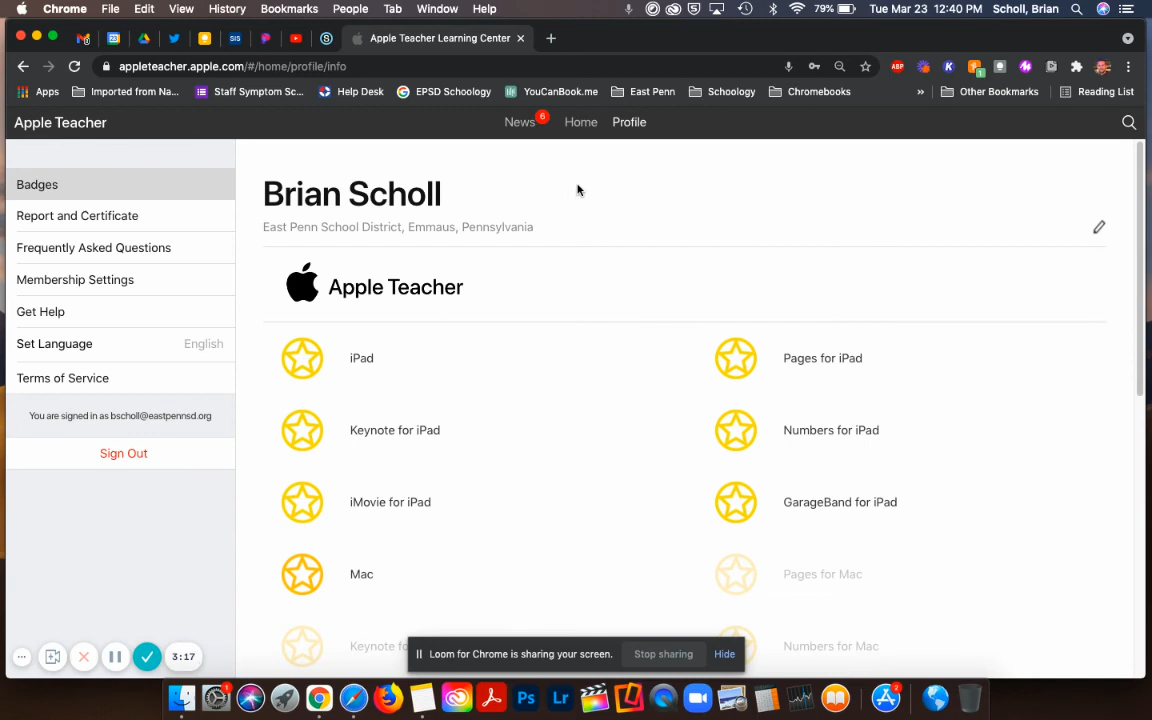 Chrome File Edit View History Bookmarks People Tab Window Help 79% Tue Mar 23 12:40 PM Scholl, Brian
Apple Teacher Learning Center
appleteacher.apple.com/#/home/profile/info
Apps Imported from Na... Staff Symptom Sc... Help Desk EPSD Schoology YouCanBook.me East Penn Schoology Chromebooks » Other Bookmarks Reading List
Apple Teacher News 6 Home Profile
Badges
Report and Certificate
Frequently Asked Questions
Membership Settings
Get Help
Set Language English
Terms of Service
You are signed in as bscholl@eastpennsd.org
Sign Out
Brian Scholl
East Penn School District, Emmaus, Pennsylvania
Apple Teacher
iPad Pages for iPad
Keynote for iPad Numbers for iPad
iMovie for iPad GarageBand for iPad
Mac Pages for Mac
Keynote fo Numbers for Mac
Loom for Chrome is sharing your screen. Stop sharing Hide
3:17